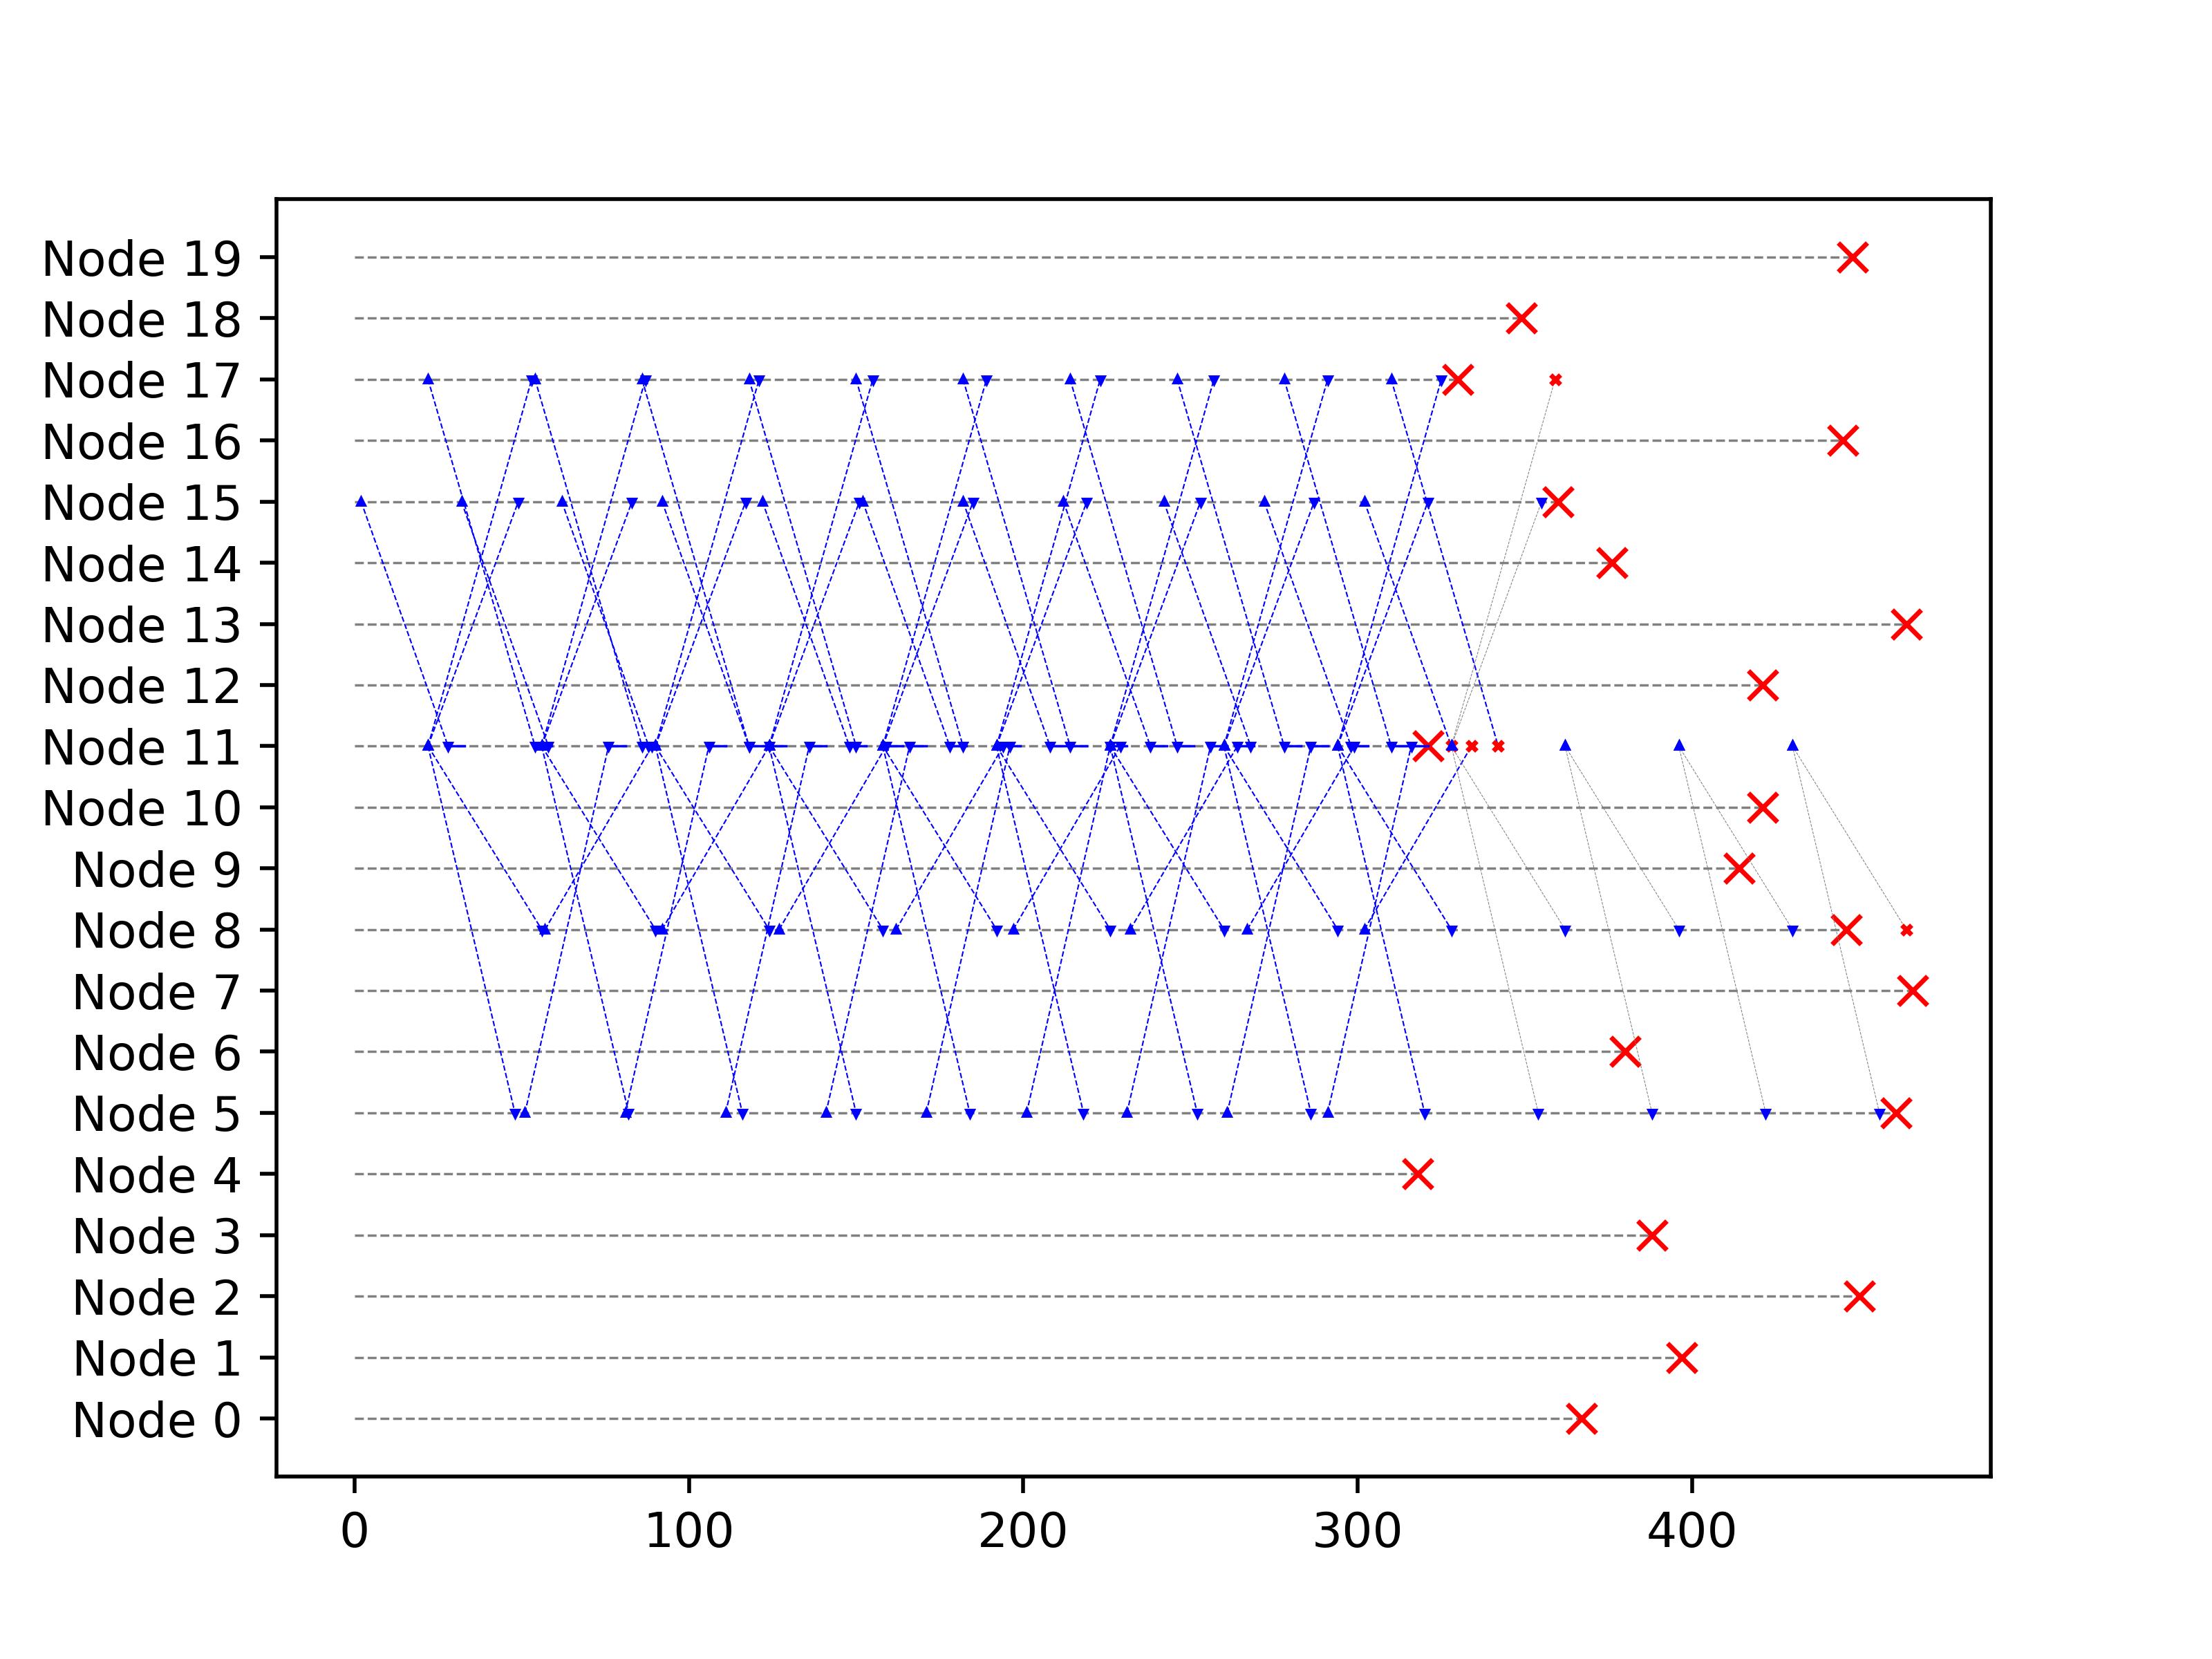 Node 19
Node 18
Node 17
Node 16
Node 15
Node 14
Node 13
Node 12
Node 11
Node 10
Node 9
Node 8
Node 7
Node 6
Node 5
Node 4
Node 3
Node 2
Node 1
Node 0
0 100 200 300 400